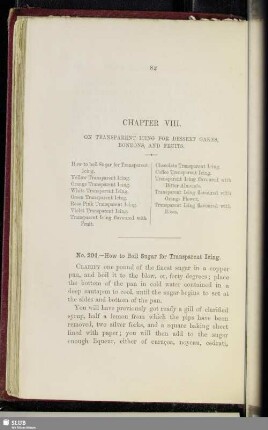 84
CHAPTER VIII.
ON TRANSPARENT ICING FOR DESSERT CAKES,
BONBONS, AND FRUITS.
How to boil Sugar for Transparent
Icing.
Yellow Transparent Icing.
Orange Transparent Icing.
White Transparent Icing.
Green Transparent Icing.
Rose Pink Transparent Icing.
Violet Transparent Icing.
Transparent Icing flavoured with
Fruit.
Chocolate Transparent Icing.
Coffee Transparent Icing.
Transparent Icing flavoured with
Bitter Almonds.
Transparent Icing flavoured with
Orange Flowers.
Transparent Icing flavoured with
Roses.
No. 201.—How to Boil Sugar for Transparent Icing.
CLARIFY one pound of the finest sugar in a copper
pan, and boil it to the blow, or, forty degrees; place
the bottom of the pan in cold water contained in a
deep sautapan to cool, until the sugar begins to set at
the sides and bottom of the pan.
You will have previously got ready a gill of clarified
syrup, half a lemon from which the pips have been
removed, two silver forks, and a square baking sheet
lined with paper; you will then add to the sugar
enough liqueur, either of curaçoa, noyeau, cedrati,
SLUB
Wir führen Wissen.